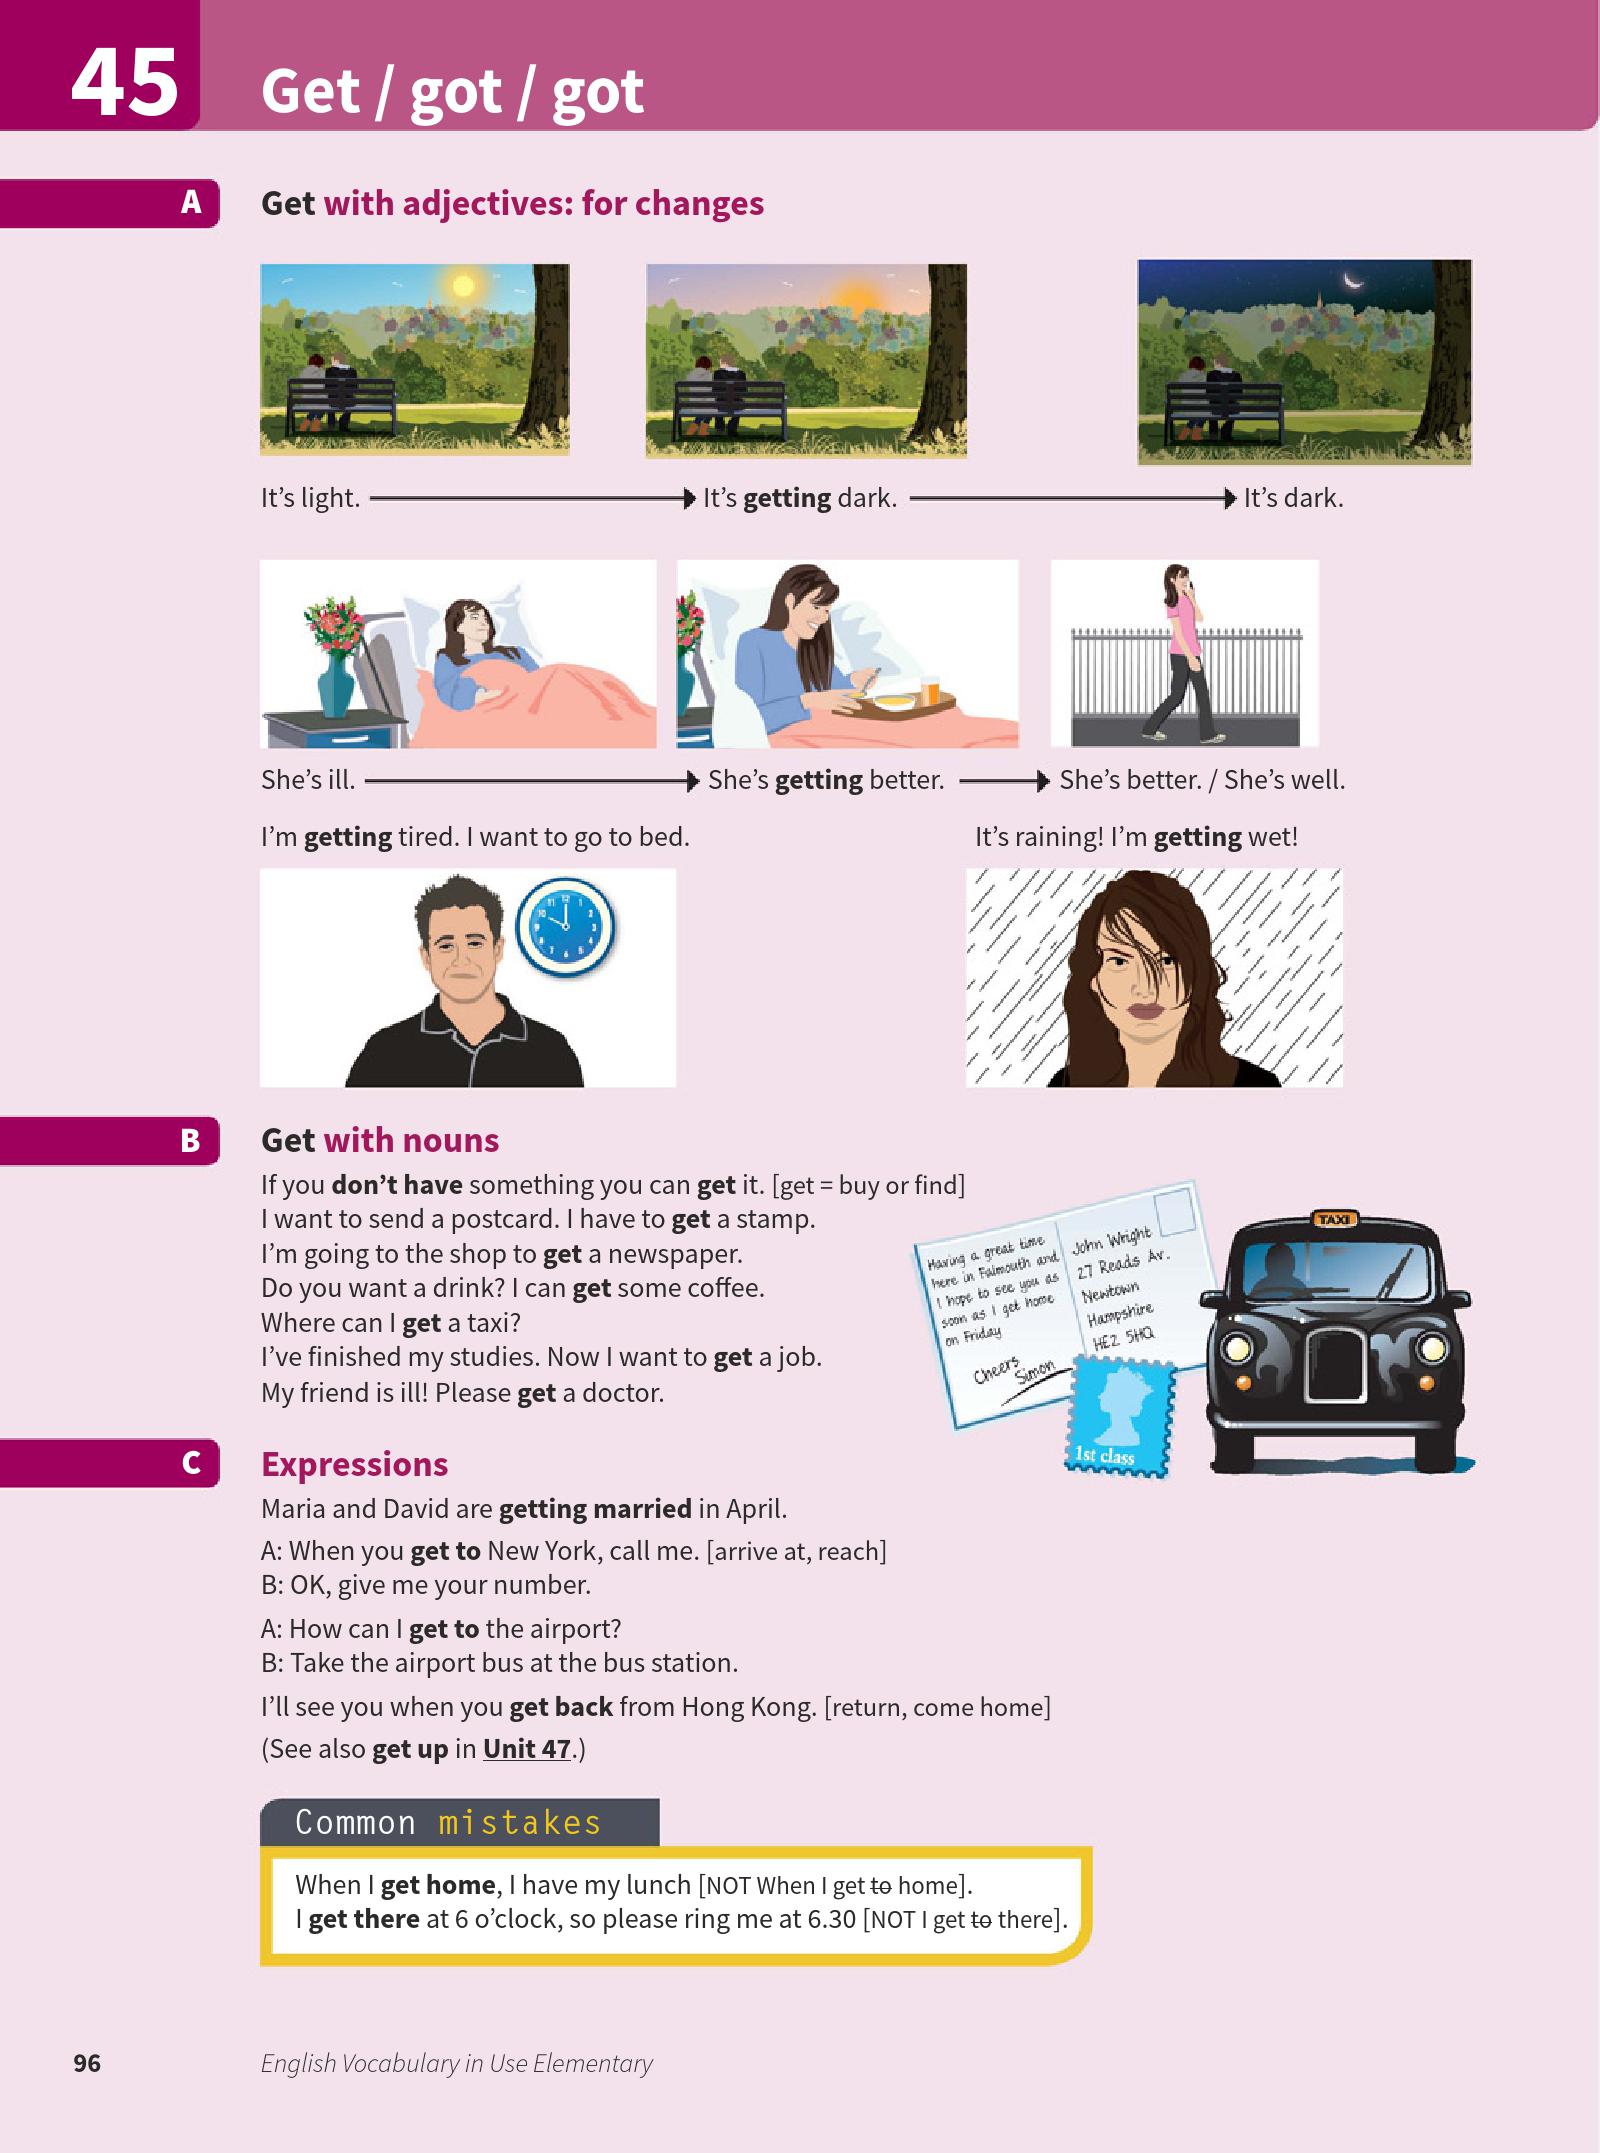 45
Get / got / got
A
Get with adjectives: for changes
It's light.
It's getting dark.
It's dark.
She's ill.
She's getting better.
She's better. / She's well.
I'm getting tired. I want to go to bed.
It's raining! I'm getting wet!
B
Get with nouns
If you don't have something you can get it. [get = buy or find]
I want to send a postcard. I have to get a stamp.
I'm going to the shop to get a newspaper.
Do you want a drink? I can get some coffee.
Where can I get a taxi?
I've finished my studies. Now I want to get a job.
My friend is ill! Please get a doctor.
Having a great time
here in Falmouth and
I hope to see you as
soon as I get home
on Friday
Cheers
Simon
John Wright
27 Reads Av.
Newtown
Hampshire
HE2 5HQ
1st class
TAXI
C
Expressions
Maria and David are getting married in April.
A: When you get to New York, call me. [arrive at, reach]
B: OK, give me your number.
A: How can I get to the airport?
B: Take the airport bus at the bus station.
I'll see you when you get back from Hong Kong. [return, come home]
(See also get up in Unit 47.)
Common mistakes
When I get home, I have my lunch [NOT When I get to home].
I get there at 6 o'clock, so please ring me at 6.30 [NOT I get to there].
96
English Vocabulary in Use Elementary